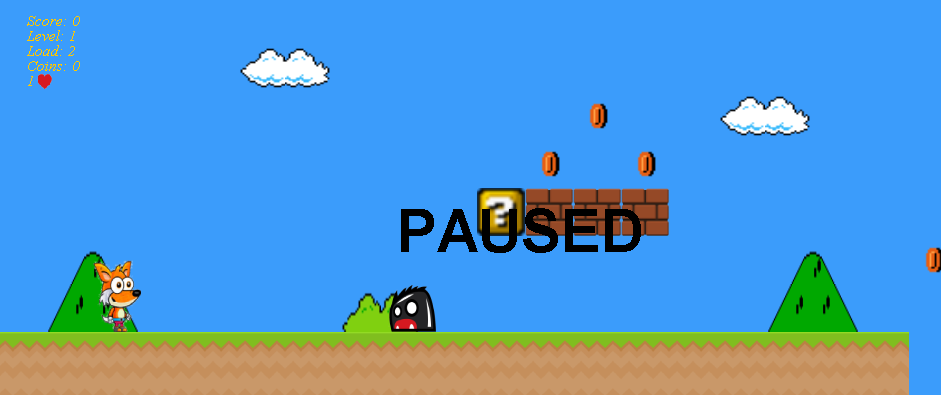 Score: 0
Level: 1
Load: 2
Coins: 0
1
?
PAUSED